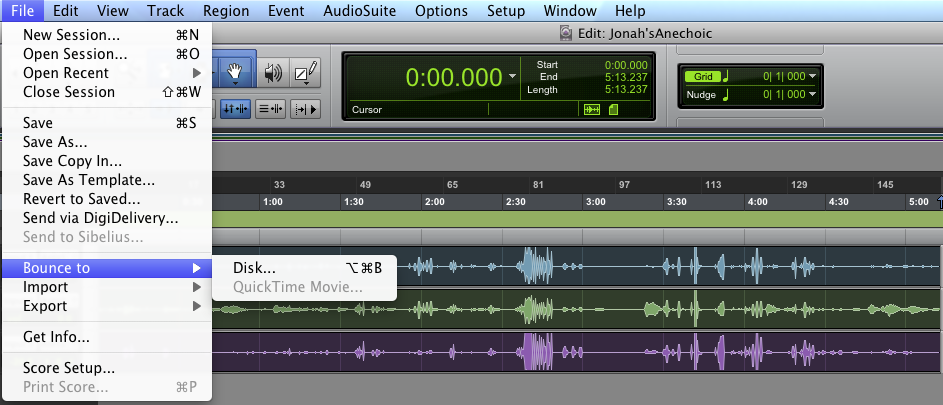 File Edit View Track Region Event AudioSuite Options Setup Window Help
Edit: Jonah'sAnechoic
New Session... ⌘N
Open Session... ⌘O
Open Recent
Close Session ⇧⌘W
Save ⌘S
Save As...
Save Copy In...
Save As Template...
Revert to Saved...
Send via DigiDelivery...
Send to Sibelius...
Bounce to
Import
Export
Get Info...
Score Setup...
Print Score... ⌘P
Disk... ⌥⌘B
QuickTime Movie...
0:00.000
Start 0:00.000
End 5:13.237
Length 5:13.237
Cursor
Grid 0| 1| 000
Nudge 0| 1| 000
33 49 65 81 97 113 129 145
1:00 1:30 2:00 2:30 3:00 3:30 4:00 4:30 5:00